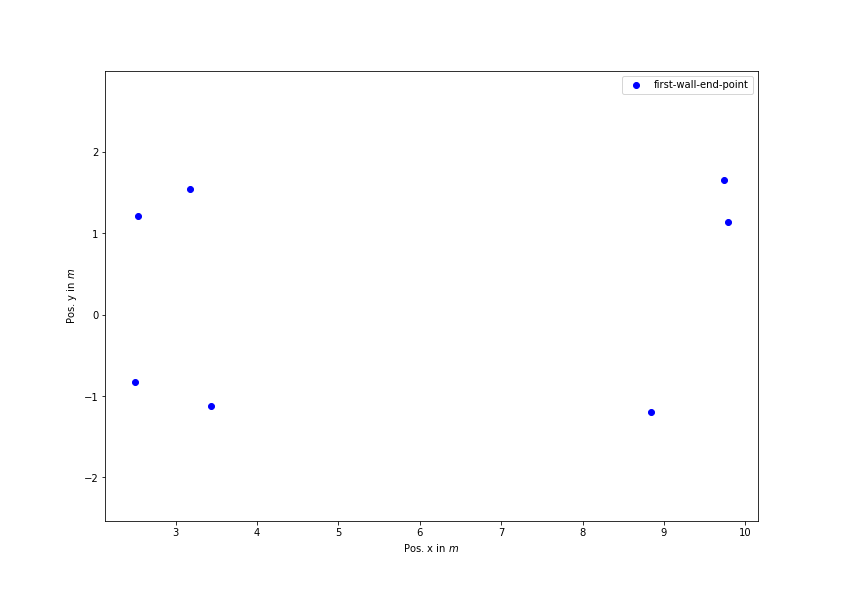 first-wall-end-point
2
1
0
−1
−2
Pos. y in m
3 4 5 6 7 8 9 10
Pos. x in m